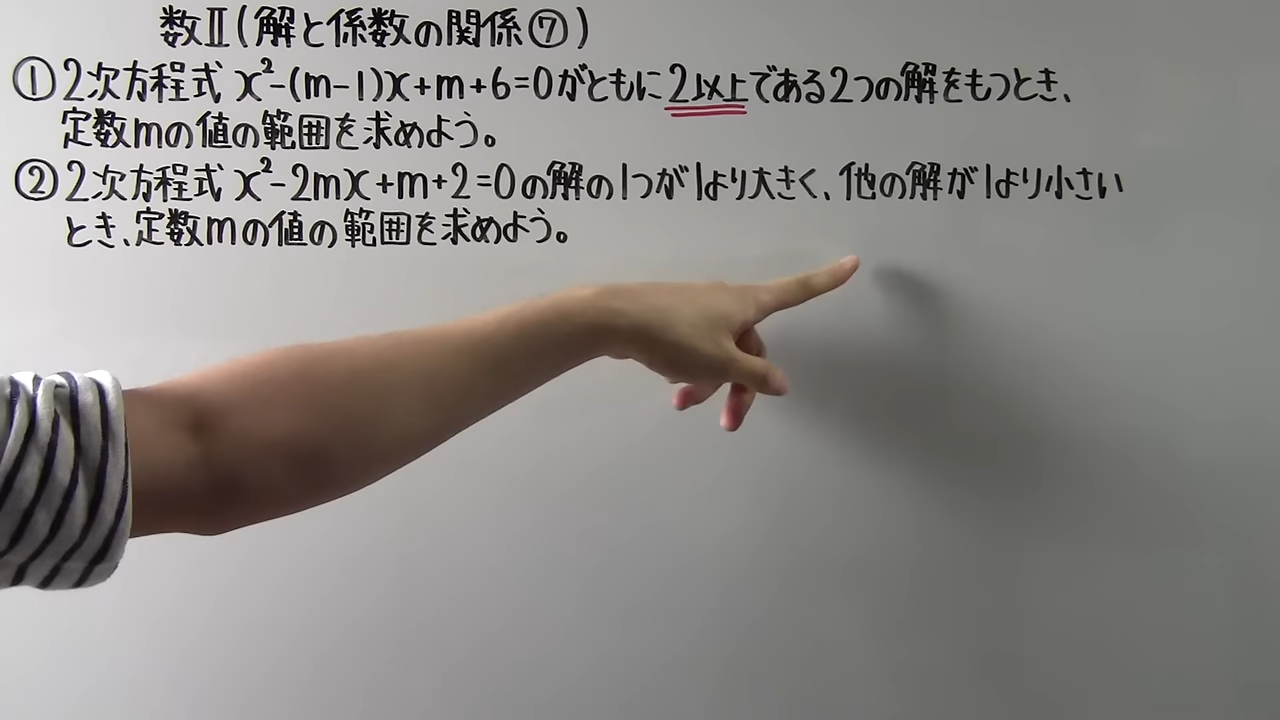 数Ⅱ(解と係数の関係⑦)
①2次方程式 x²-(m-1)x+m+6=0がともに2以上である2つの解をもつとき、
定数mの値の範囲を求めよう。
②2次方程式 x²-2mx+m+2=0の解の1つが1より大きく、他の解が1より小さい
とき、定数mの値の範囲を求めよう。